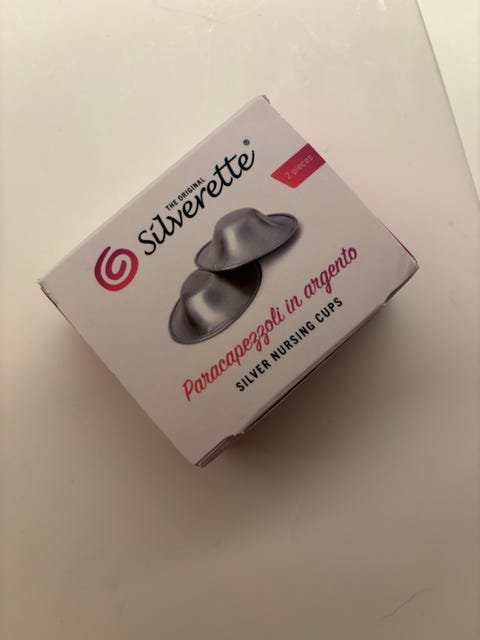 THE ORIGINAL
Silverette®
2 pieces
Paracapezzoli in argento
SILVER NURSING CUPS